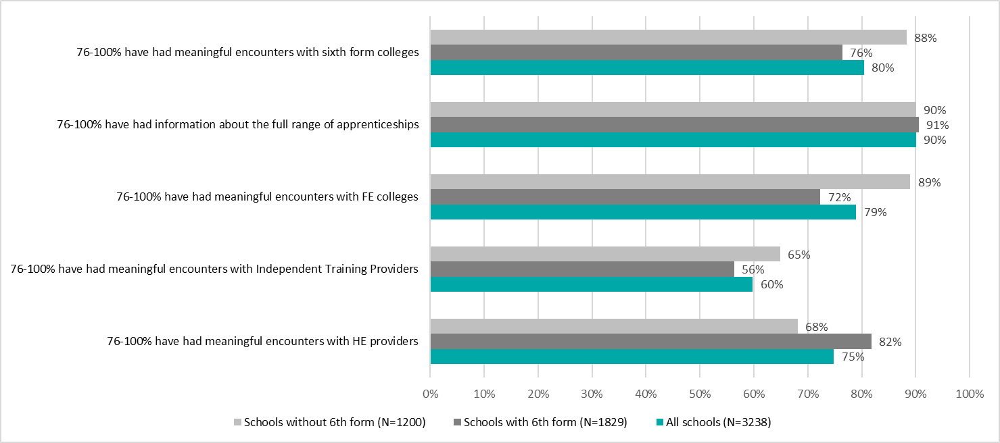 76-100% have had meaningful encounters with sixth form colleges
88%
76%
80%
76-100% have had information about the full range of apprenticeships
90%
91%
90%
76-100% have had meaningful encounters with FE colleges
89%
72%
79%
76-100% have had meaningful encounters with Independent Training Providers
65%
56%
60%
76-100% have had meaningful encounters with HE providers
68%
82%
75%
0% 10% 20% 30% 40% 50% 60% 70% 80% 90% 100%
Schools without 6th form (N=1200) Schools with 6th form (N=1829) All schools (N=3238)